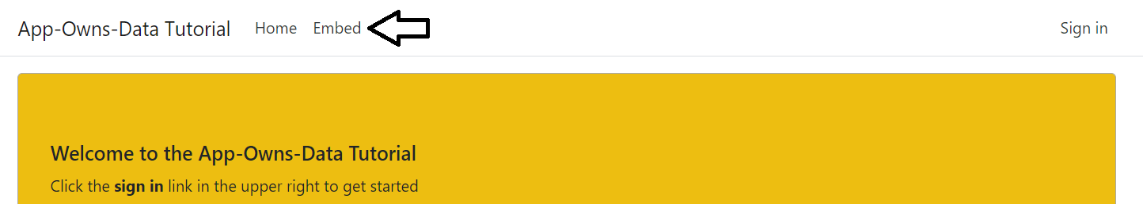 App-Owns-Data Tutorial Home Embed Sign in
Welcome to the App-Owns-Data Tutorial
Click the sign in link in the upper right to get started